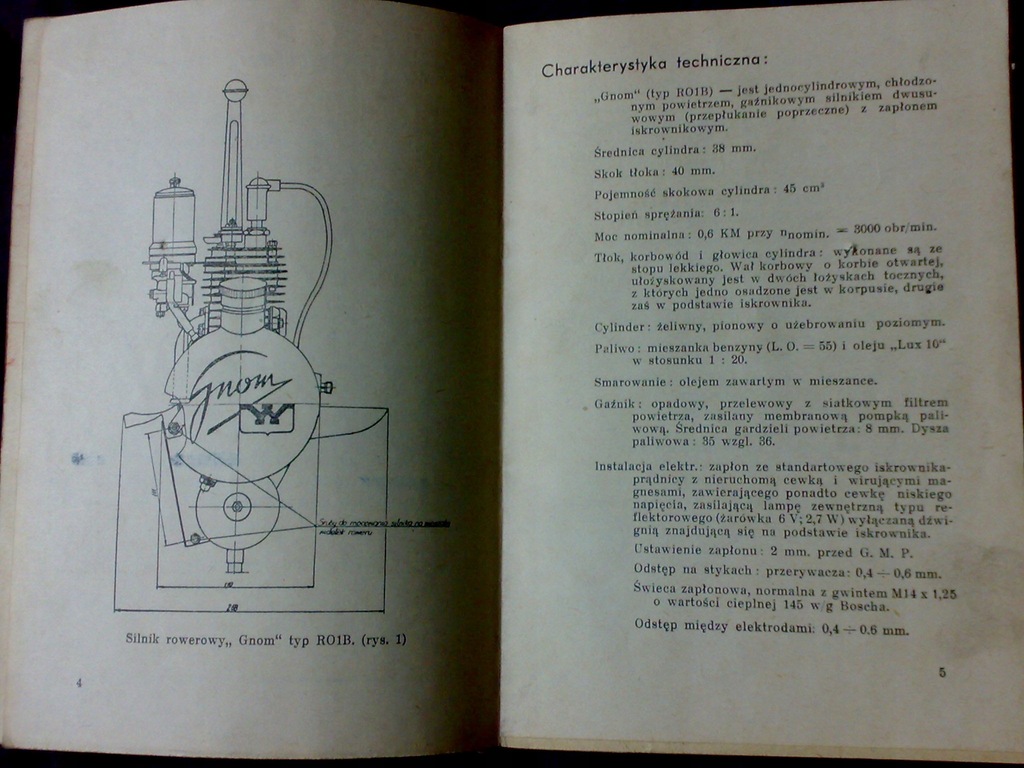 Gnom
Śruby do mocowania silnika na piastach
widełek roweru
Silnik rowerowy„ Gnom“ typ RO1B. (rys. 1)
4
Charakterystyka techniczna:
„Gnom“ (typ RO1B) — jest jednocylindrowym, chłodzo-
nym powietrzem, gaźnikowym silnikiem dwusu-
wowym (przepłukanie poprzeczne) z zapłonem
iskrownikowym.
Średnica cylindra: 38 mm.
Skok tłoka: 40 mm.
Pojemność skokowa cylindra: 45 cm³
Stopień sprężania: 6:1.
Moc nominalna: 0,6 KM przy nnomin. = 3000 obr/min.
Tłok, korbowód i głowica cylindra: wykonane są ze
stopu lekkiego. Wał korbowy o korbie otwartej,
ułożyskowany jest w dwóch łożyskach tocznych,
z których jedno osadzone jest w korpusie, drugie
zaś w podstawie iskrownika.
Cylinder: żeliwny, pionowy o użebrowaniu poziomym.
Paliwo: mieszanka benzyny (L. O. = 55) i oleju „Lux 10“
w stosunku 1 : 20.
Smarowanie: olejem zawartym w mieszance.
Gaźnik: opadowy, przelewowy z siatkowym filtrem
powietrza, zasilany membranową pompką pali-
wową. Średnica gardzieli powietrza: 8 mm. Dysza
paliwowa: 35 wzgl. 36.
Instalacja elektr.: zapłon ze standartowego iskrownika-
prądnicy z nieruchomą cewką i wirującymi ma-
gnesami, zawierającego ponadto cewkę niskiego
napięcia, zasilającą lampę zewnętrzną typu re-
flektorowego (żarówka 6 V; 2,7 W) wyłączaną dźwi-
gnią znajdującą się na podstawie iskrownika.
Ustawienie zapłonu: 2 mm. przed G. M. P.
Odstęp na stykach: przerywacza: 0,4 ÷ 0,6 mm.
Świeca zapłonowa, normalna z gwintem M14 x 1,25
o wartości cieplnej 145 w/g Boscha.
Odstęp między elektrodami: 0,4 ÷ 0.6 mm.
5